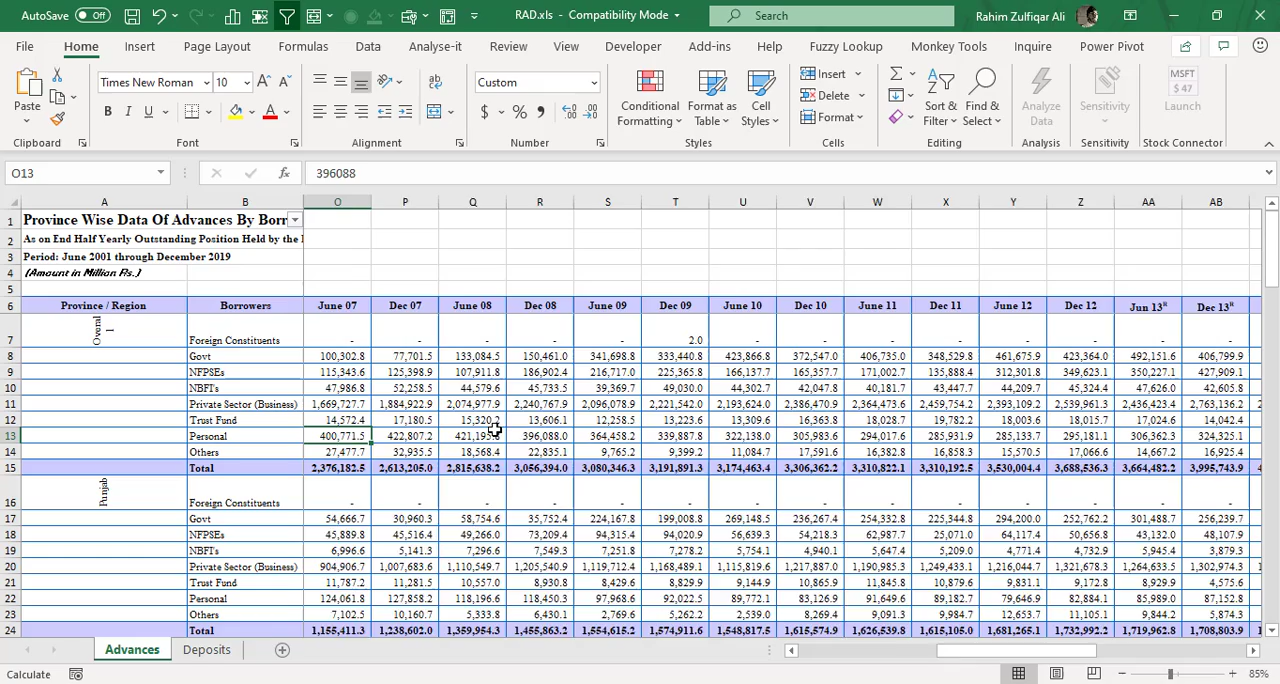 AutoSave Off RAD.xls - Compatibility Mode Search Rahim Zulfiqar Ali
File Home Insert Page Layout Formulas Data Analyse-it Review View Developer Add-ins Help Fuzzy Lookup Monkey Tools Inquire Power Pivot
Paste Times New Roman 10 Custom Conditional Formatting Format as Table Cell Styles Insert Delete Format Sort & Filter Find & Select Analyze Data Sensitivity MSFT $ 47 Launch
Clipboard Font Alignment Number Styles Cells Editing Analysis Sensitivity Stock Connector
O13 fx 396088
A B O P Q R S T U V W X Y Z AA AB
1 Province Wise Data Of Advances By Borr
2 As on End Half Yearly Outstanding Position Held by the
3 Period: June 2001 through December 2019
4 (Amount in Million Rs.)
5
6 Province / Region Borrowers June 07 Dec 07 June 08 Dec 08 June 09 Dec 09 June 10 Dec 10 June 11 Dec 11 June 12 Dec 12 Jun 13R Dec 13R
7 Overall Foreign Constituents - - - - - 2.0 - - - - - - - -
8 Govt 100,302.8 77,701.5 133,084.5 150,461.0 341,698.8 333,440.8 423,866.8 372,547.0 406,735.0 348,529.8 461,675.9 423,364.0 492,151.6 406,799.9
9 NFPSEs 115,343.6 125,398.9 107,911.8 186,902.4 216,717.0 225,365.8 166,137.7 165,357.7 171,002.7 135,888.4 312,301.8 349,623.1 350,227.1 427,909.1
10 NBFTs 47,986.8 52,258.5 44,579.6 45,733.5 39,369.7 49,030.0 44,302.7 42,047.8 40,181.7 43,447.7 44,209.7 45,324.4 47,626.0 42,605.8
11 Private Sector (Business) 1,669,727.7 1,884,922.9 2,074,977.9 2,240,767.9 2,096,078.9 2,221,542.0 2,193,624.0 2,386,470.9 2,364,473.6 2,459,754.2 2,393,109.2 2,539,961.9 2,436,423.4 2,763,136.2
12 Trust Fund 14,572.4 17,180.5 15,320.2 13,606.1 12,258.5 13,223.6 13,309.6 16,363.8 18,028.7 19,782.2 18,003.6 18,015.7 17,024.6 14,042.4
13 Personal 400,771.5 422,807.2 396,088.0 364,458.2 339,887.8 322,138.0 305,983.6 294,017.6 285,931.9 285,133.7 295,181.1 306,362.3 324,325.1
14 Others 27,477.7 32,935.5 18,568.4 22,835.1 9,765.2 9,399.2 11,084.7 17,591.6 16,382.8 16,858.3 15,570.5 17,066.6 14,667.2 16,925.4
15 Total 2,376,182.5 2,613,205.0 2,815,638.2 3,056,394.0 3,080,346.3 3,191,891.3 3,174,463.4 3,306,362.2 3,310,822.1 3,310,192.5 3,530,004.4 3,688,536.3 3,664,482.2 3,995,743.9
16 Punjab Foreign Constituents - - - - - - - - - - - - - -
17 Govt 54,666.7 30,960.3 58,754.6 35,752.4 224,167.8 199,008.8 269,148.5 236,267.4 254,332.8 225,344.8 294,200.0 252,762.2 301,488.7 256,239.7
18 NFPSEs 45,889.8 45,516.4 49,266.0 73,209.4 94,315.4 94,020.9 56,539.3 54,218.3 62,987.7 25,071.0 64,117.4 50,656.8 43,132.0 48,107.9
19 NBFTs 6,996.6 5,141.3 7,296.6 7,549.3 7,251.8 7,278.2 5,754.1 4,940.1 5,647.4 5,209.0 4,771.4 4,732.9 5,945.4 3,879.3
20 Private Sector (Business) 904,906.7 1,007,683.6 1,110,549.7 1,205,540.9 1,119,712.4 1,168,489.1 1,115,819.6 1,217,887.0 1,190,985.3 1,249,433.1 1,216,044.7 1,321,678.3 1,264,633.5 1,302,974.3
21 Trust Fund 11,787.2 11,281.5 10,557.0 8,930.8 8,429.6 8,829.9 9,144.9 10,865.9 11,845.8 10,879.6 9,831.1 9,172.8 8,929.9 4,575.6
22 Personal 124,061.8 127,858.2 118,196.6 118,450.3 97,968.6 92,022.5 89,772.1 83,126.9 91,649.6 89,182.7 79,646.9 82,884.1 85,989.0 87,152.8
23 Others 7,102.5 10,160.7 5,333.8 6,430.1 2,769.6 5,262.2 2,539.0 8,269.4 9,091.3 9,984.7 12,653.7 11,105.1 9,844.2 5,874.3
24 Total 1,155,411.3 1,238,602.0 1,359,954.3 1,455,863.2 1,554,615.2 1,574,911.6 1,548,817.5 1,615,574.9 1,626,539.8 1,615,105.0 1,681,265.1 1,732,992.2 1,719,962.8 1,708,803.9
Advances Deposits
Calculate 85%